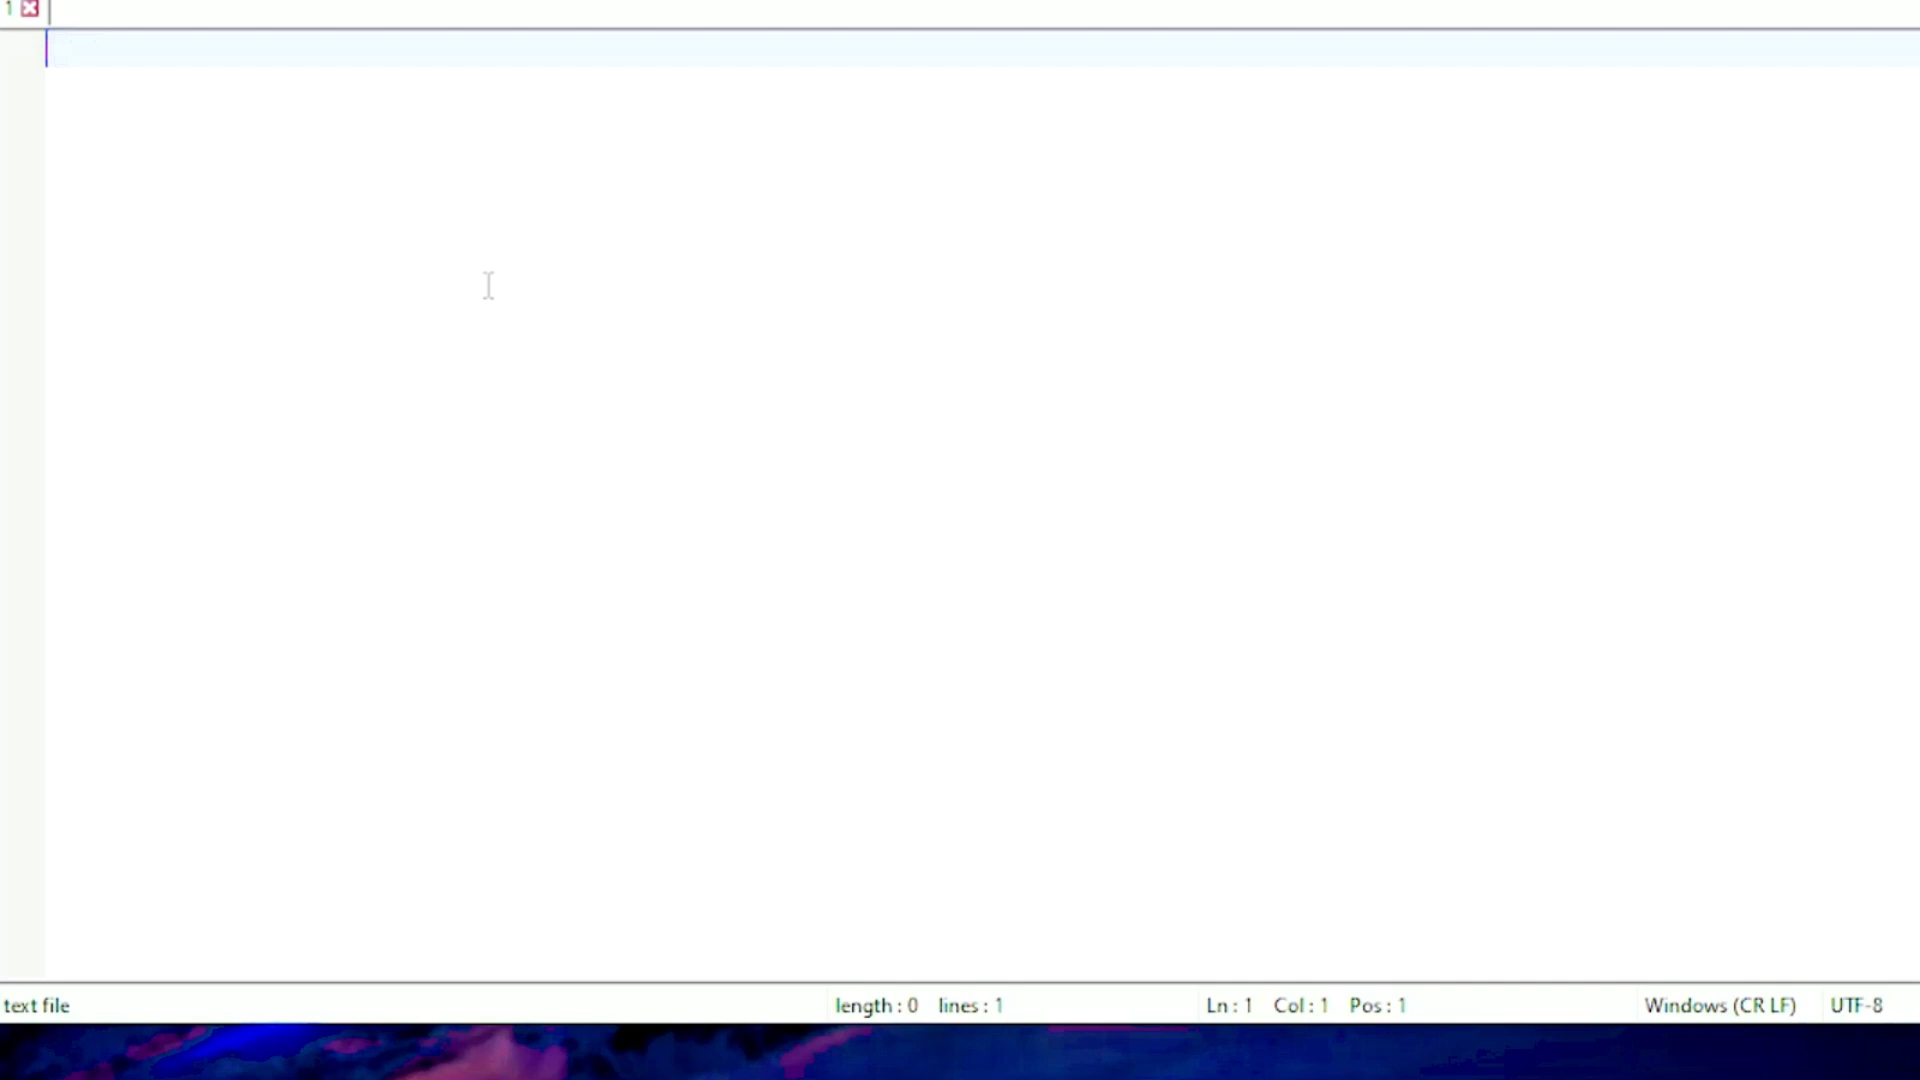 1
text file length : 0 lines : 1 Ln : 1 Col : 1 Pos : 1 Windows (CR LF) UTF-8